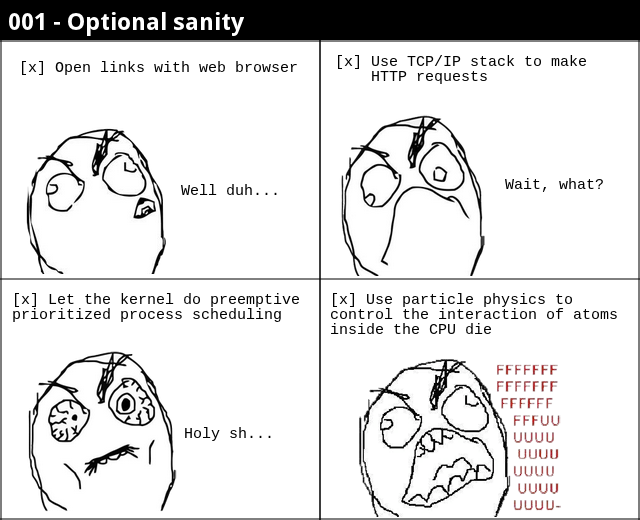 001 - Optional sanity
[x] Open links with web browser
Well duh...
[x] Use TCP/IP stack to make
HTTP requests
Wait, what?
[x] Let the kernel do preemptive
prioritized process scheduling
Holy sh...
[x] Use particle physics to
control the interaction of atoms
inside the CPU die
FFFFFFF
FFFFFFF
FFFFFF
FFFUU
UUUU
UUUU
UUUU
UUUU
UUUU-